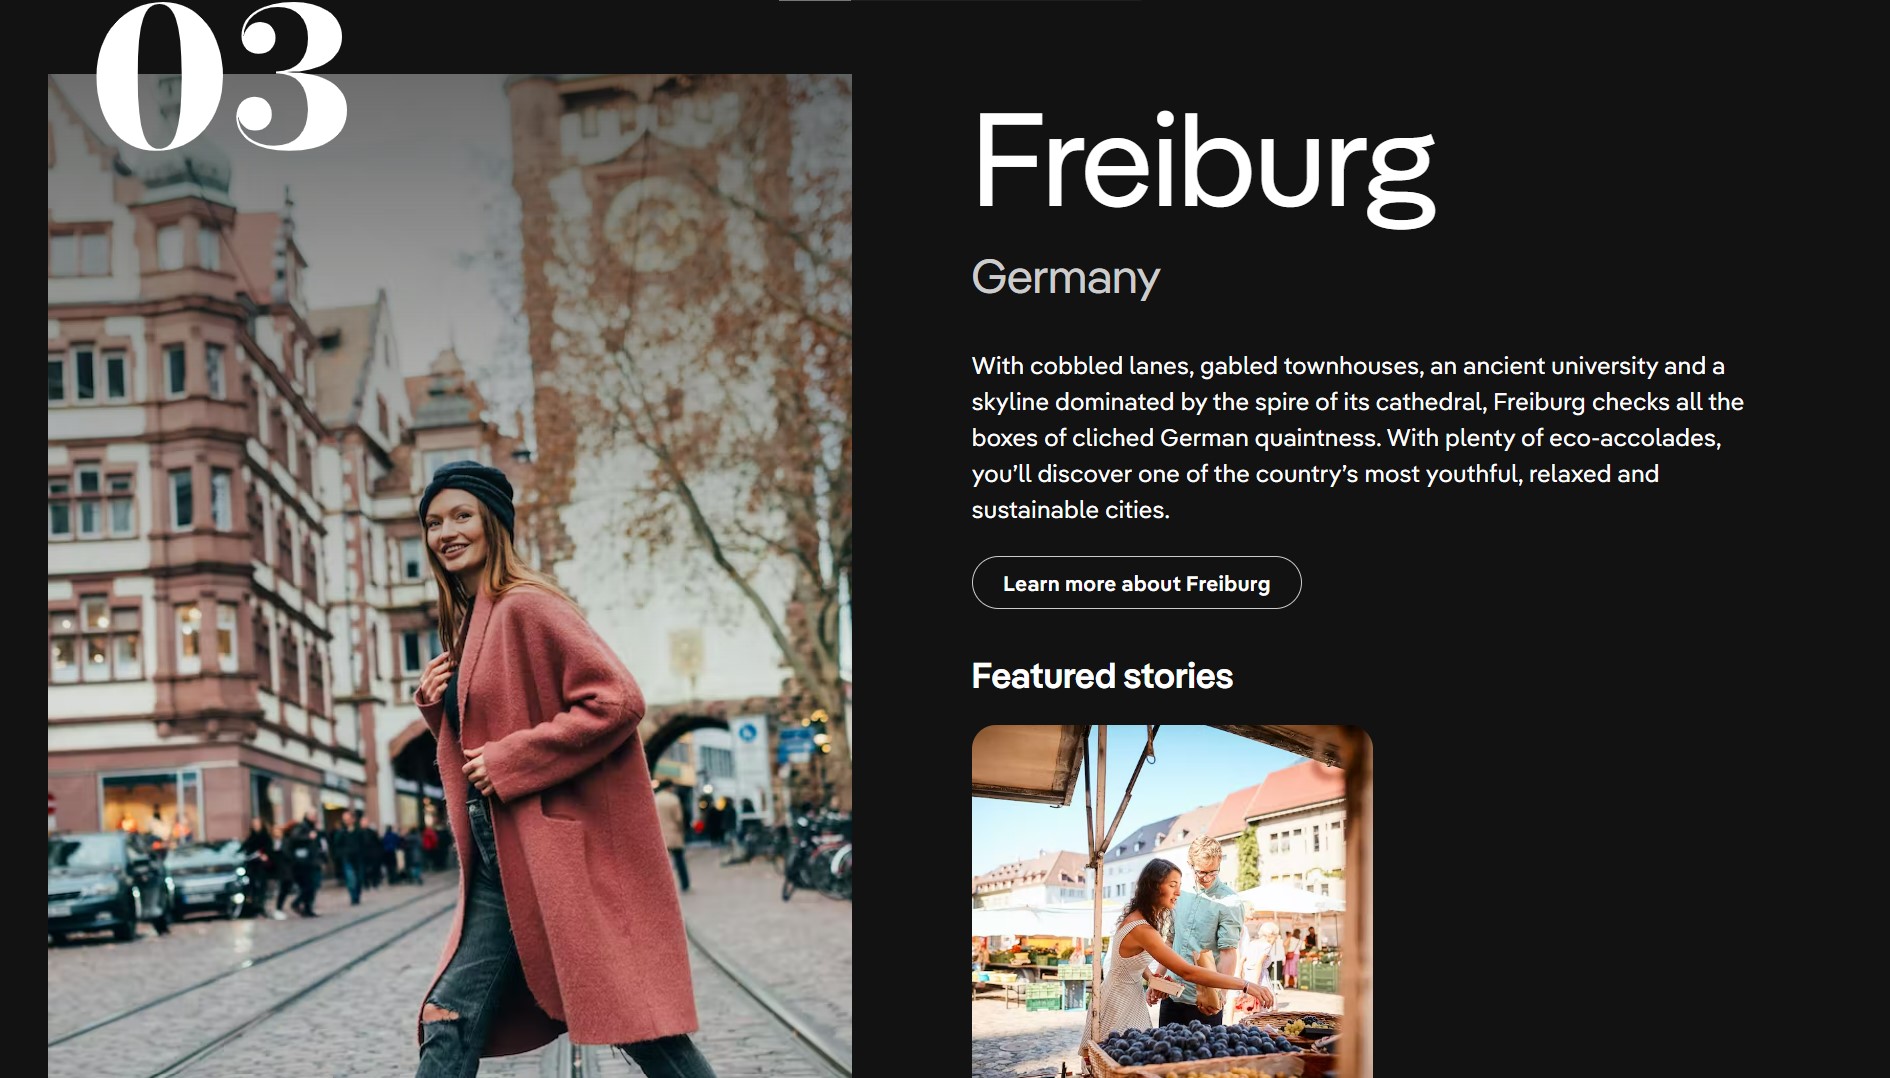 03
Freiburg
Germany
With cobbled lanes, gabled townhouses, an ancient university and a
skyline dominated by the spire of its cathedral, Freiburg checks all the
boxes of cliched German quaintness. With plenty of eco-accolades,
you’ll discover one of the country’s most youthful, relaxed and
sustainable cities.
Learn more about Freiburg
Featured stories